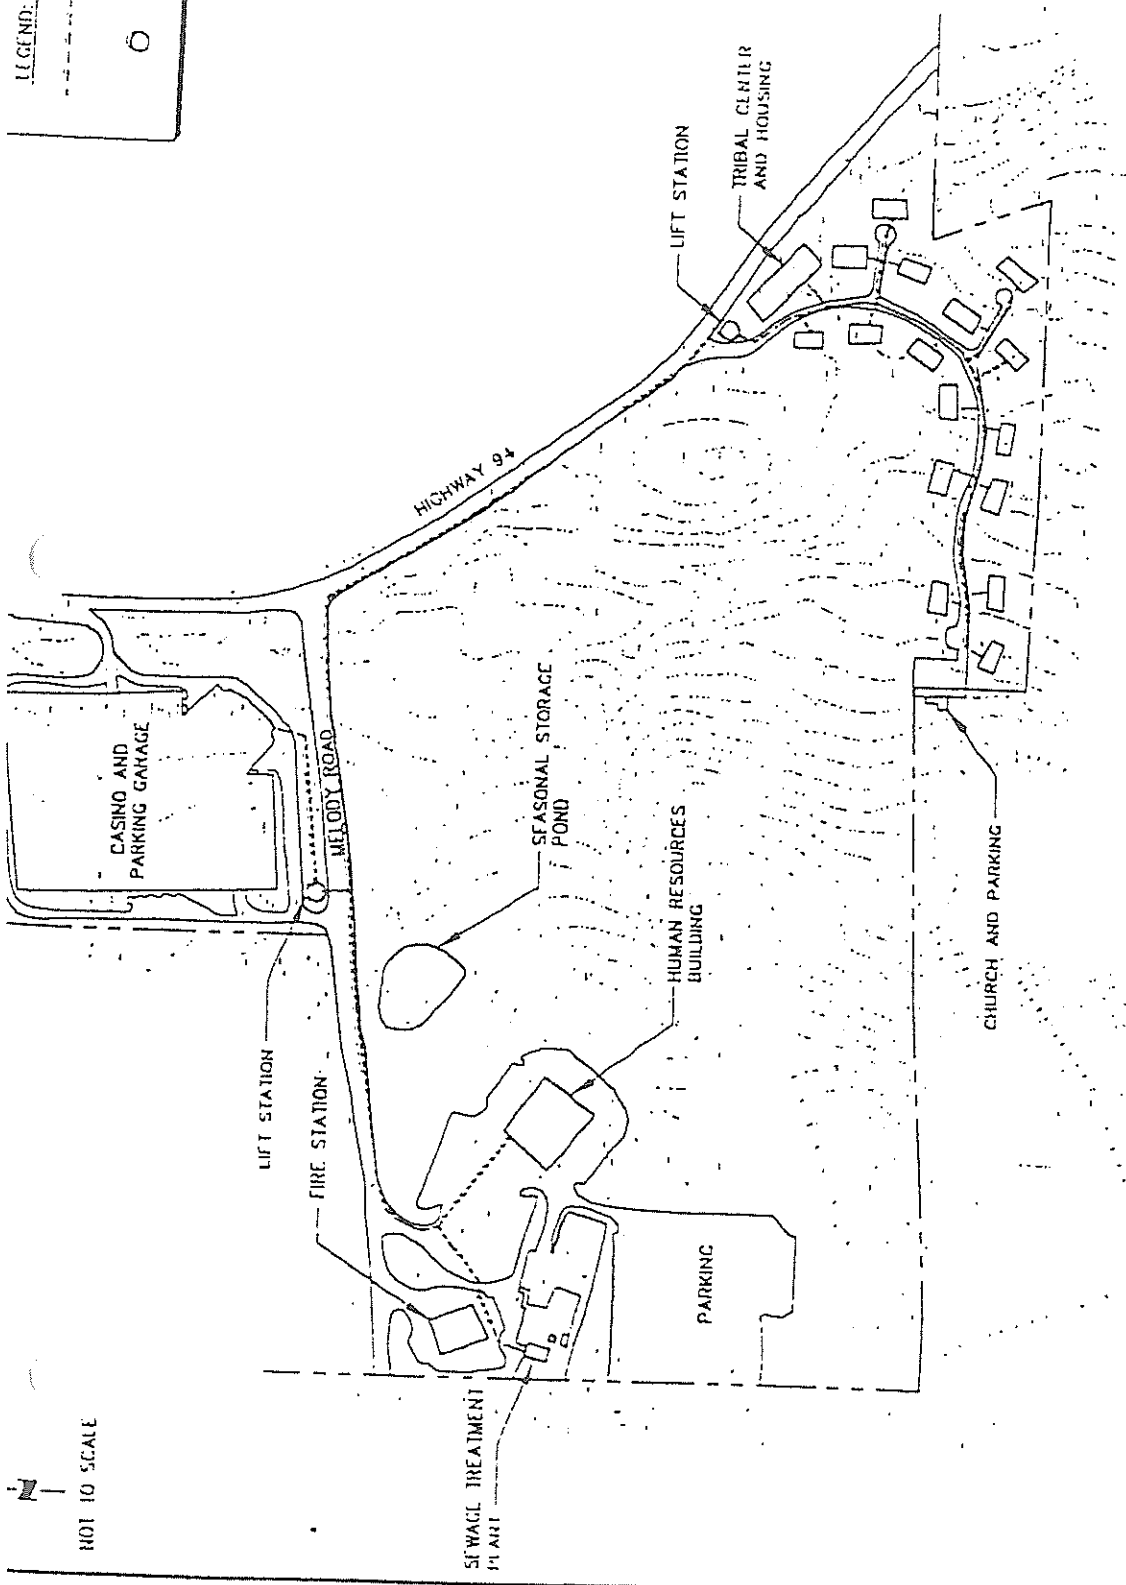 LEGEND:
NOT TO SCALE
CASINO AND
PARKING GARAGE
MELODY ROAD
HIGHWAY 94
LIFT STATION
TRIBAL CENTER
AND HOUSING
LIFT STATION
FIRE STATION
SEASONAL STORAGE
POND
HUMAN RESOURCES
BUILDING
SEWAGE TREATMENT
PLANT
PARKING
CHURCH AND PARKING